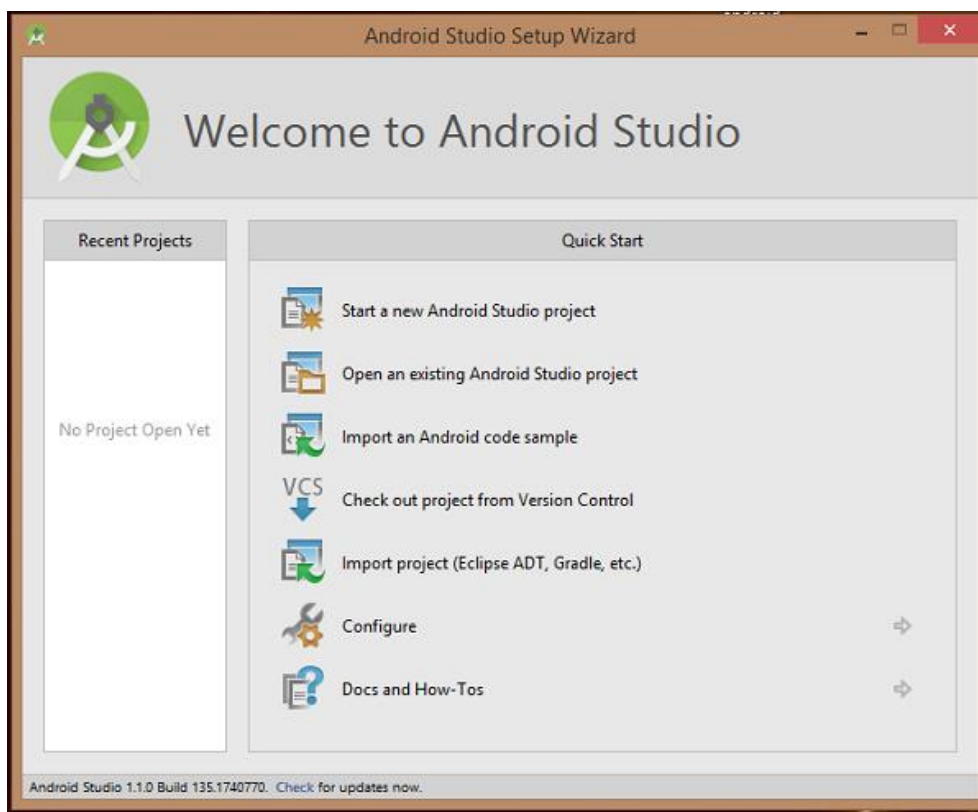 Android Studio Setup Wizard
Welcome to Android Studio
Recent Projects
No Project Open Yet
Quick Start
Start a new Android Studio project
Open an existing Android Studio project
Import an Android code sample
VCS
Check out project from Version Control
Import project (Eclipse ADT, Gradle, etc.)
Configure
Docs and How-Tos
Android Studio 1.1.0 Build 135.1740770. Check for updates now.